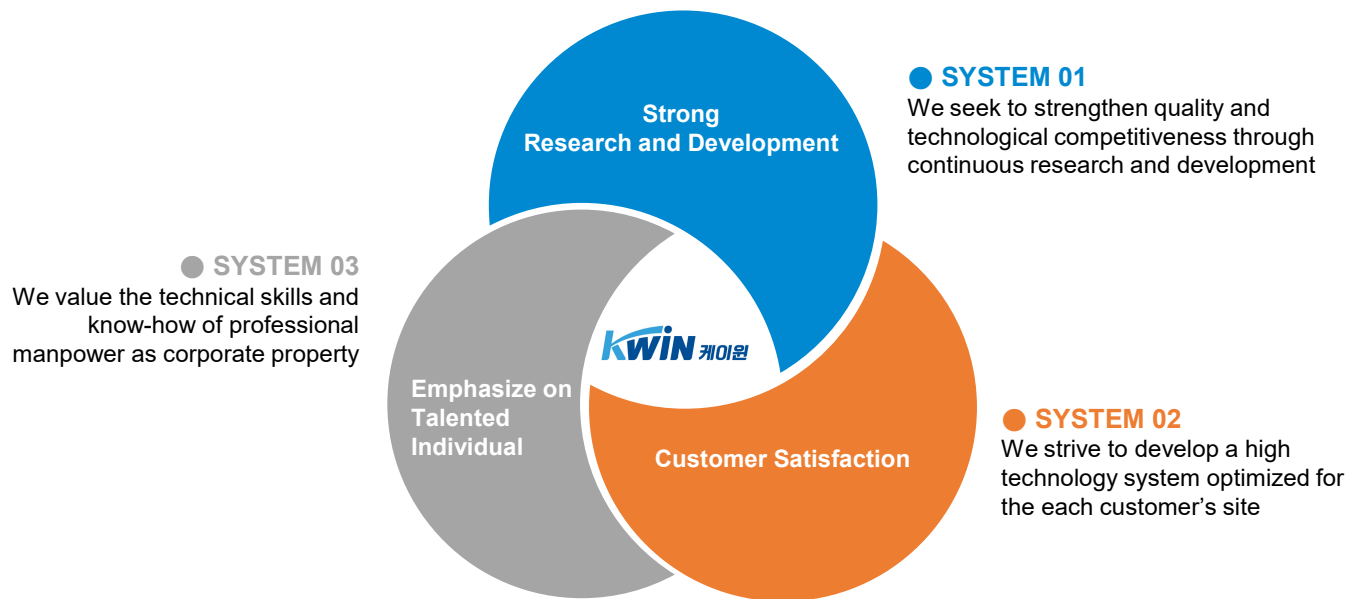 Strong
Research and Development
● SYSTEM 01
We seek to strengthen quality and
technological competitiveness through
continuous research and development
● SYSTEM 03
We value the technical skills and
know-how of professional
manpower as corporate property
KWIN 케이윈
Emphasize on
Talented
Individual
Customer Satisfaction
● SYSTEM 02
We strive to develop a high
technology system optimized for
the each customer’s site